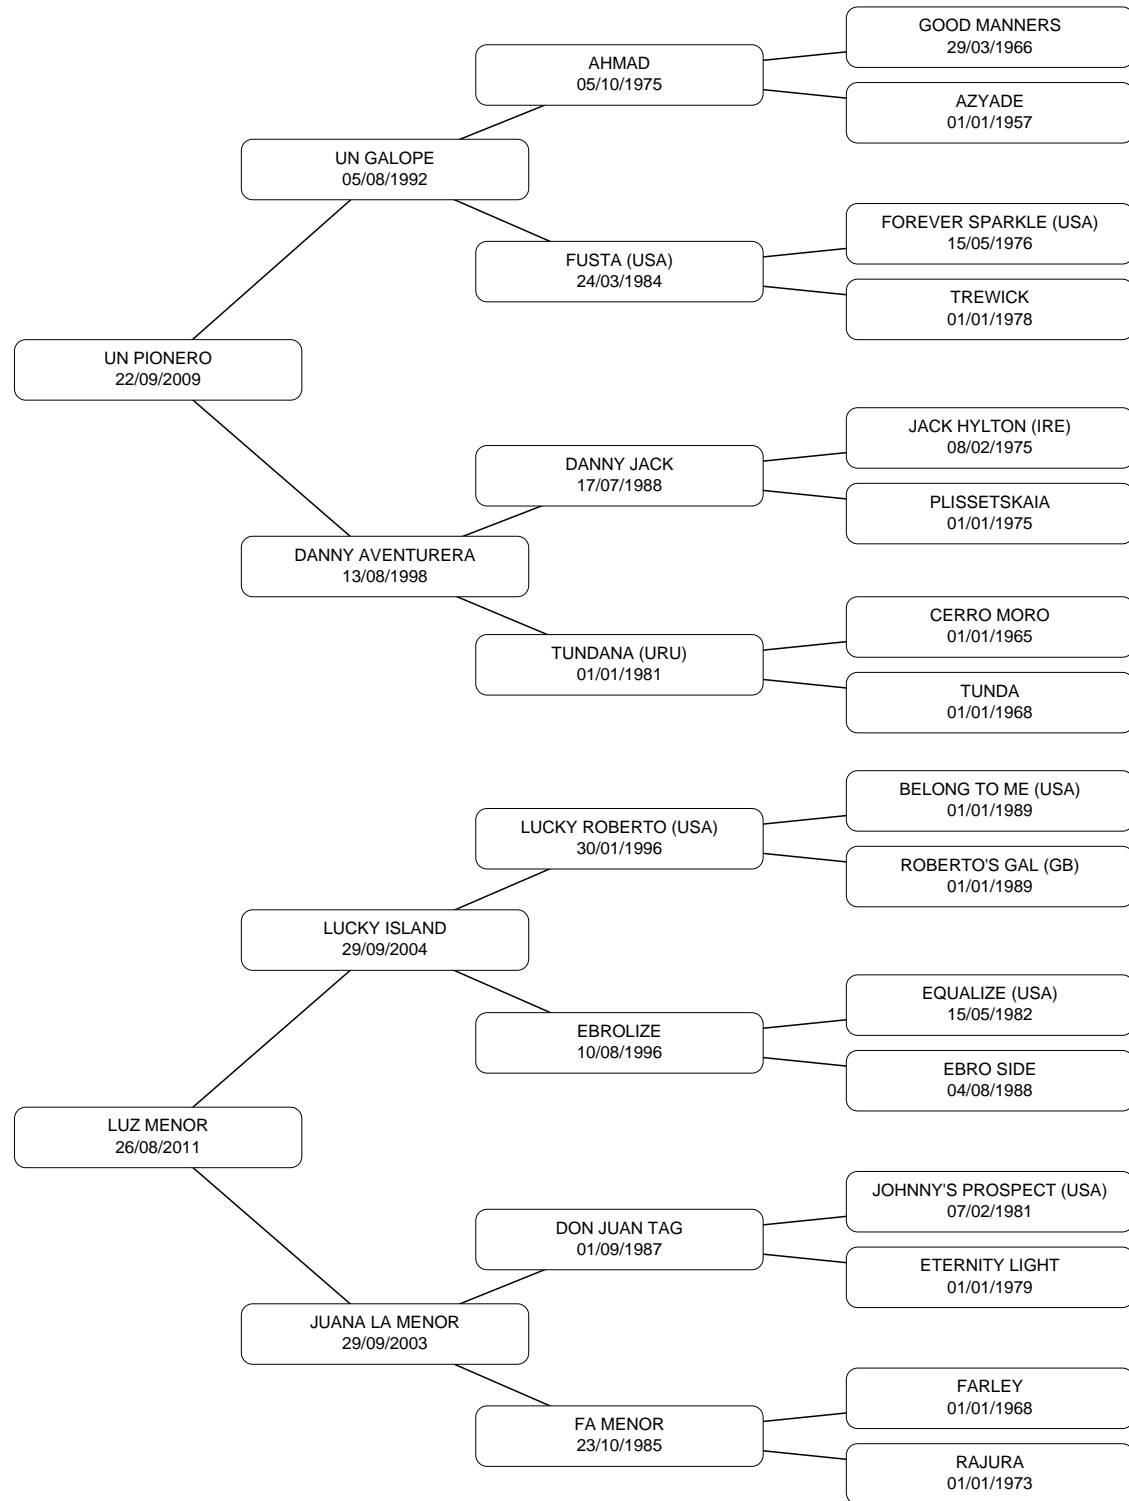 GOOD MANNERS
29/03/1966
AHMAD
05/10/1975
AZYADE
01/01/1957
UN GALOPE
05/08/1992
FOREVER SPARKLE (USA)
15/05/1976
FUSTA (USA)
24/03/1984
TREWICK
01/01/1978
UN PIONERO
22/09/2009
JACK HYLTON (IRE)
08/02/1975
DANNY JACK
17/07/1988
PLISSETSKAIA
01/01/1975
DANNY AVENTURERA
13/08/1998
CERRO MORO
01/01/1965
TUNDANA (URU)
01/01/1981
TUNDA
01/01/1968
BELONG TO ME (USA)
01/01/1989
LUCKY ROBERTO (USA)
30/01/1996
ROBERTO'S GAL (GB)
01/01/1989
LUCKY ISLAND
29/09/2004
EQUALIZE (USA)
15/05/1982
EBROLIZE
10/08/1996
EBRO SIDE
04/08/1988
LUZ MENOR
26/08/2011
JOHNNY'S PROSPECT (USA)
07/02/1981
DON JUAN TAG
01/09/1987
ETERNITY LIGHT
01/01/1979
JUANA LA MENOR
29/09/2003
FARLEY
01/01/1968
FA MENOR
23/10/1985
RAJURA
01/01/1973